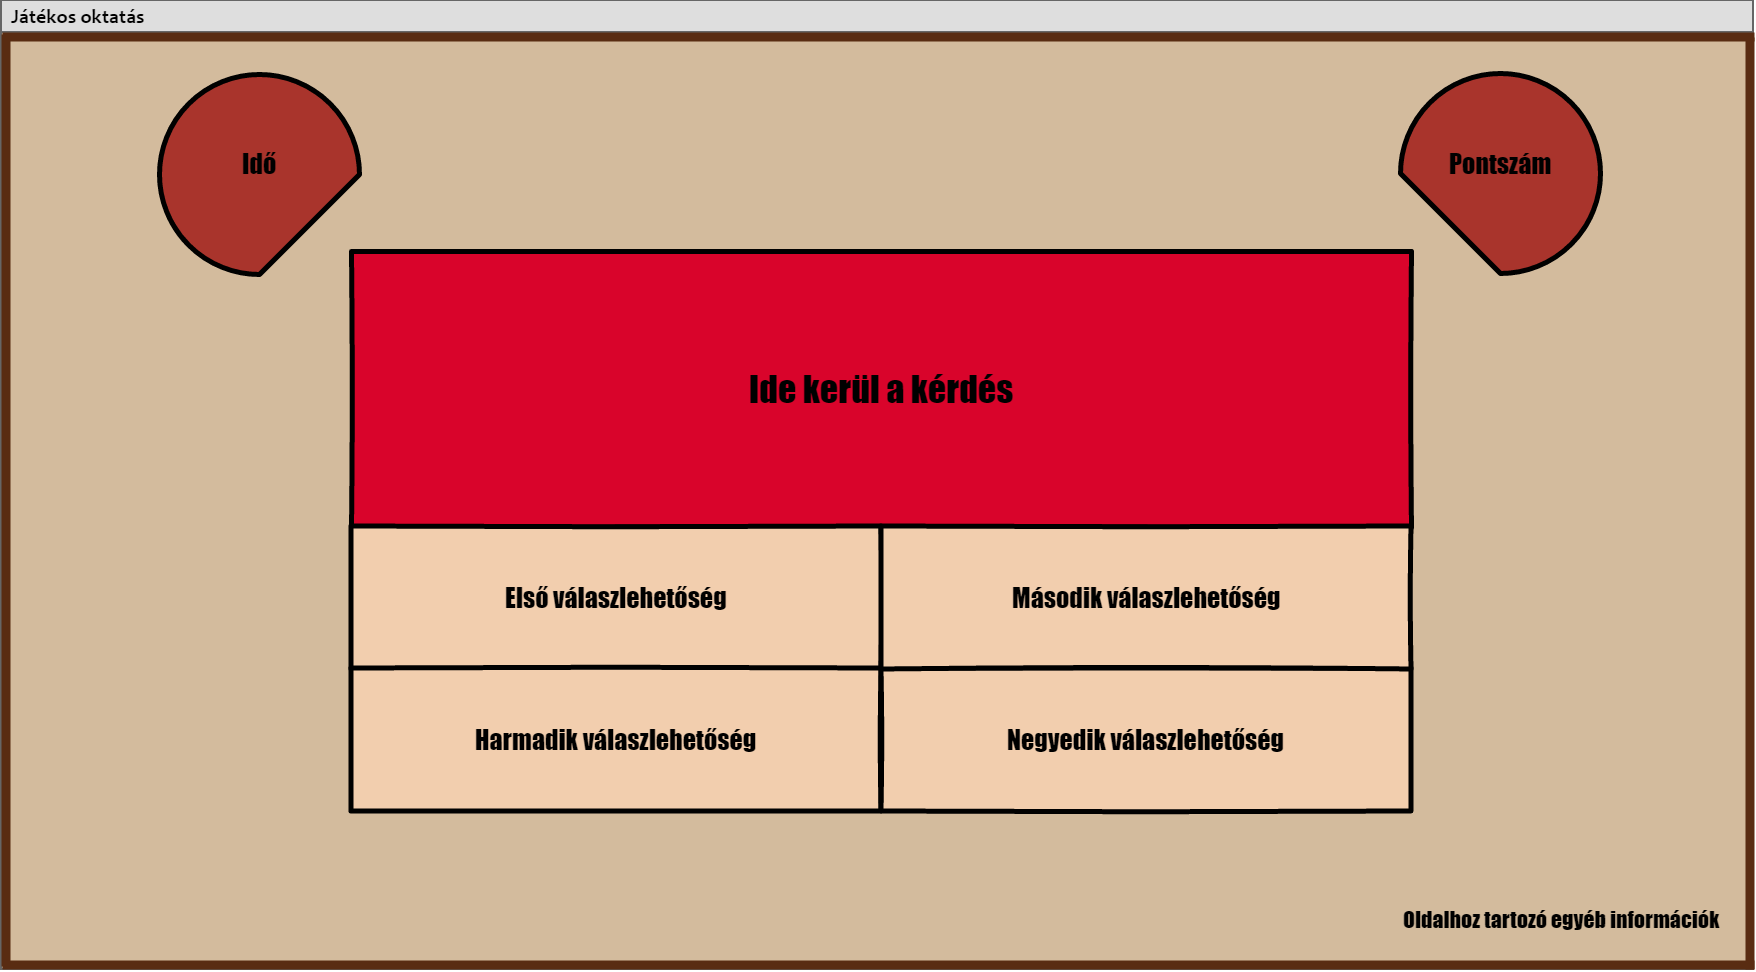 Játékos oktatás
Idő
Pontszám
Ide kerül a kérdés
Első válaszlehetőség
Második válaszlehetőség
Harmadik válaszlehetőség
Negyedik válaszlehetőség
Oldalhoz tartozó egyéb információk